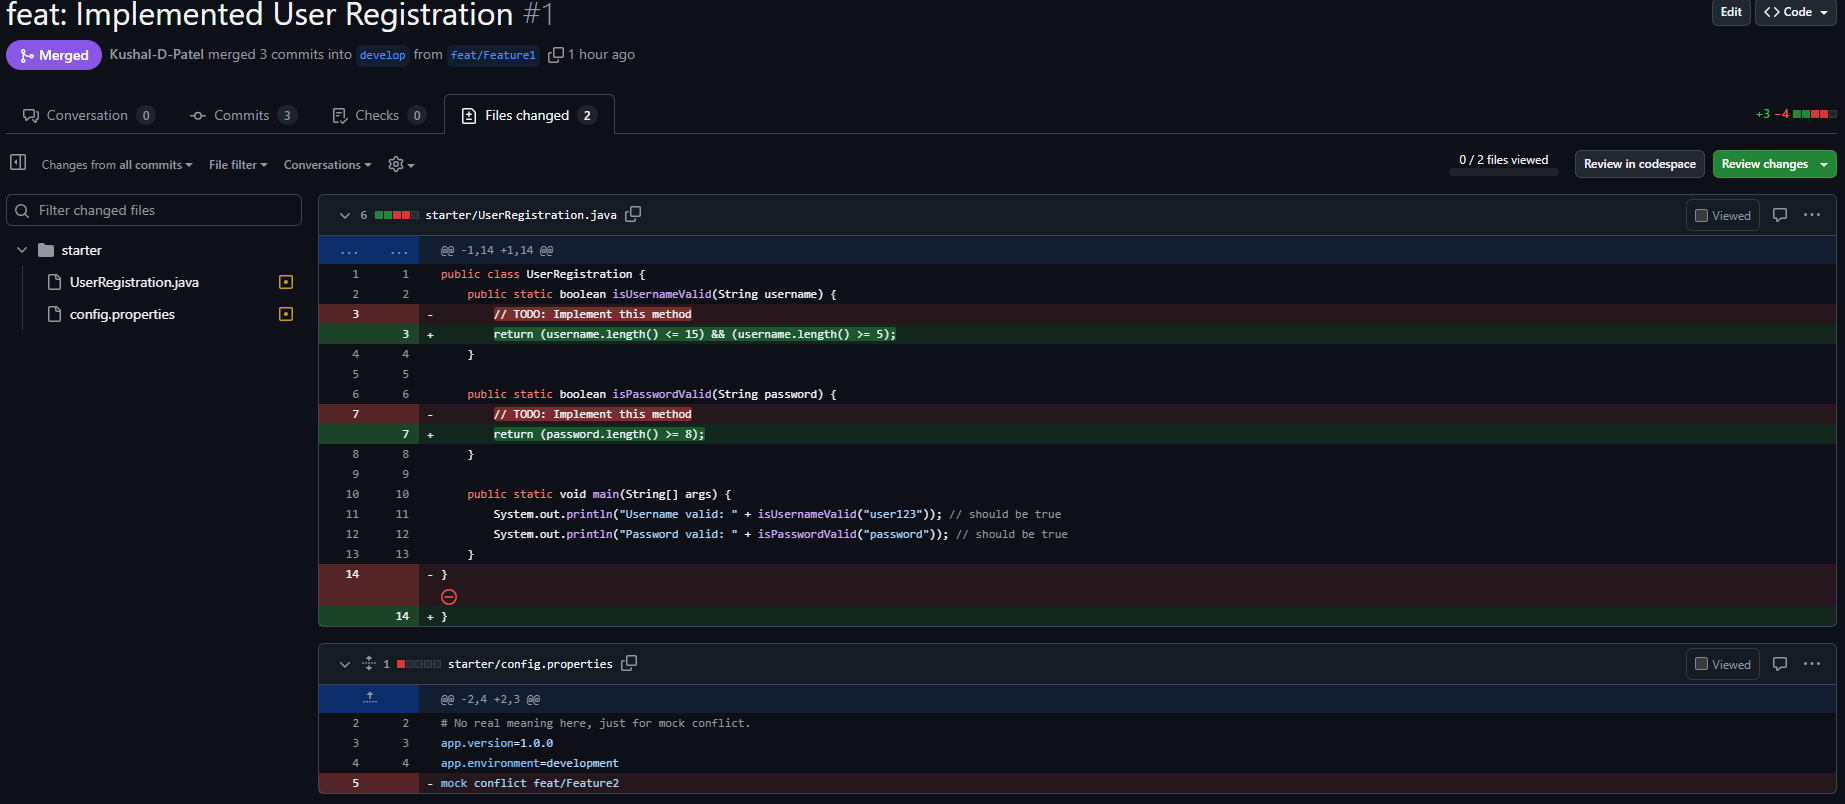 feat: Implemented User Registration #1
Edit
<> Code
Merged
Kushal-D-Patel merged 3 commits into develop from feat/Feature1 1 hour ago
Conversation 0
Commits 3
Checks 0
Files changed 2
+3 −4
Changes from all commits
File filter
Conversations
0 / 2 files viewed
Review in codespace
Review changes
Filter changed files
starter
UserRegistration.java
config.properties
6 starter/UserRegistration.java
Viewed
... ... @@ -1,14 +1,14 @@
1 1 public class UserRegistration {
2 2 public static boolean isUsernameValid(String username) {
3 - // TODO: Implement this method
3 + return (username.length() <= 15) && (username.length() >= 5);
4 4 }
5 5
6 6 public static boolean isPasswordValid(String password) {
7 - // TODO: Implement this method
7 + return (password.length() >= 8);
8 8 }
9 9
10 10 public static void main(String[] args) {
11 11 System.out.println("Username valid: " + isUsernameValid("user123")); // should be true
12 12 System.out.println("Password valid: " + isPasswordValid("password")); // should be true
13 13 }
14 - }
14 + }
1 starter/config.properties
Viewed
@@ -2,4 +2,3 @@
2 2 # No real meaning here, just for mock conflict.
3 3 app.version=1.0.0
4 4 app.environment=development
5 - mock conflict feat/Feature2